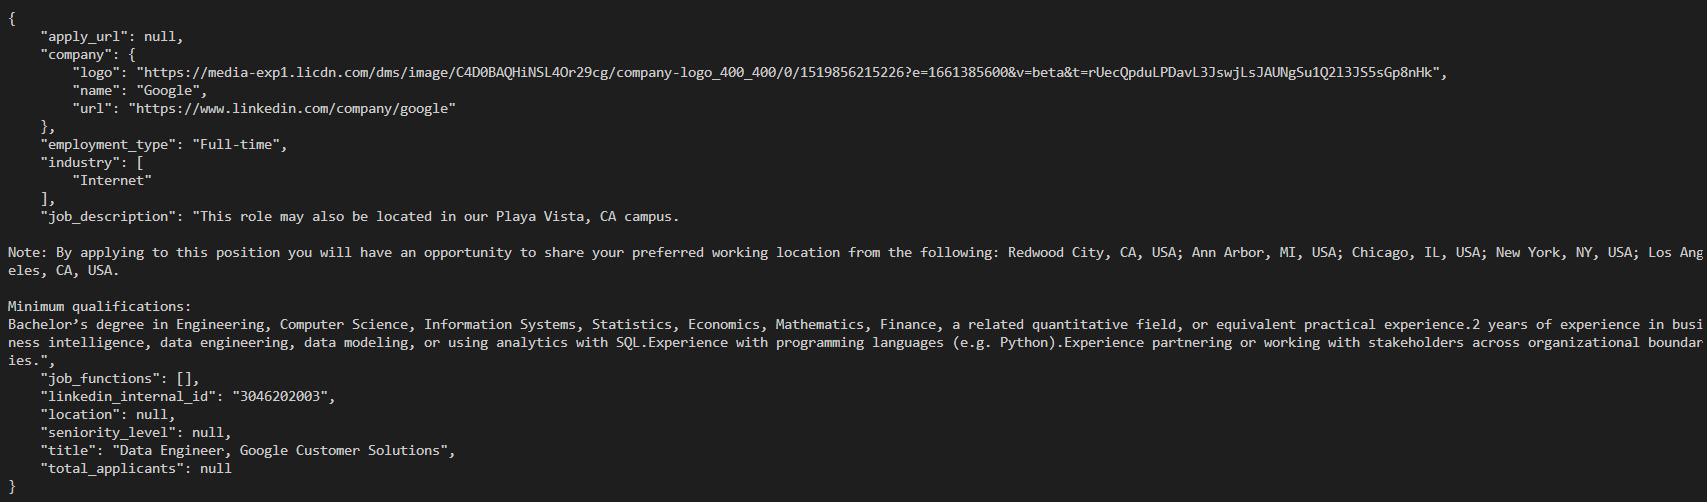 {
    "apply_url": null,
    "company": {
        "logo": "https://media-exp1.licdn.com/dms/image/C4D0BAQHiNSL4Or29cg/company-logo_400_400/0/1519856215226?e=1661385600&v=beta&t=rUecQpduLPDavL3JswjLsJAUNgSu1Q2l3JS5sGp8nHk",
        "name": "Google",
        "url": "https://www.linkedin.com/company/google"
    },
    "employment_type": "Full-time",
    "industry": [
        "Internet"
    ],
    "job_description": "This role may also be located in our Playa Vista, CA campus.

Note: By applying to this position you will have an opportunity to share your preferred working location from the following: Redwood City, CA, USA; Ann Arbor, MI, USA; Chicago, IL, USA; New York, NY, USA; Los Ang
eles, CA, USA.

Minimum qualifications:
Bachelor’s degree in Engineering, Computer Science, Information Systems, Statistics, Economics, Mathematics, Finance, a related quantitative field, or equivalent practical experience.2 years of experience in busi
ness intelligence, data engineering, data modeling, or using analytics with SQL.Experience with programming languages (e.g. Python).Experience partnering or working with stakeholders across organizational boundar
ies.",
    "job_functions": [],
    "linkedin_internal_id": "3046202003",
    "location": null,
    "seniority_level": null,
    "title": "Data Engineer, Google Customer Solutions",
    "total_applicants": null
}